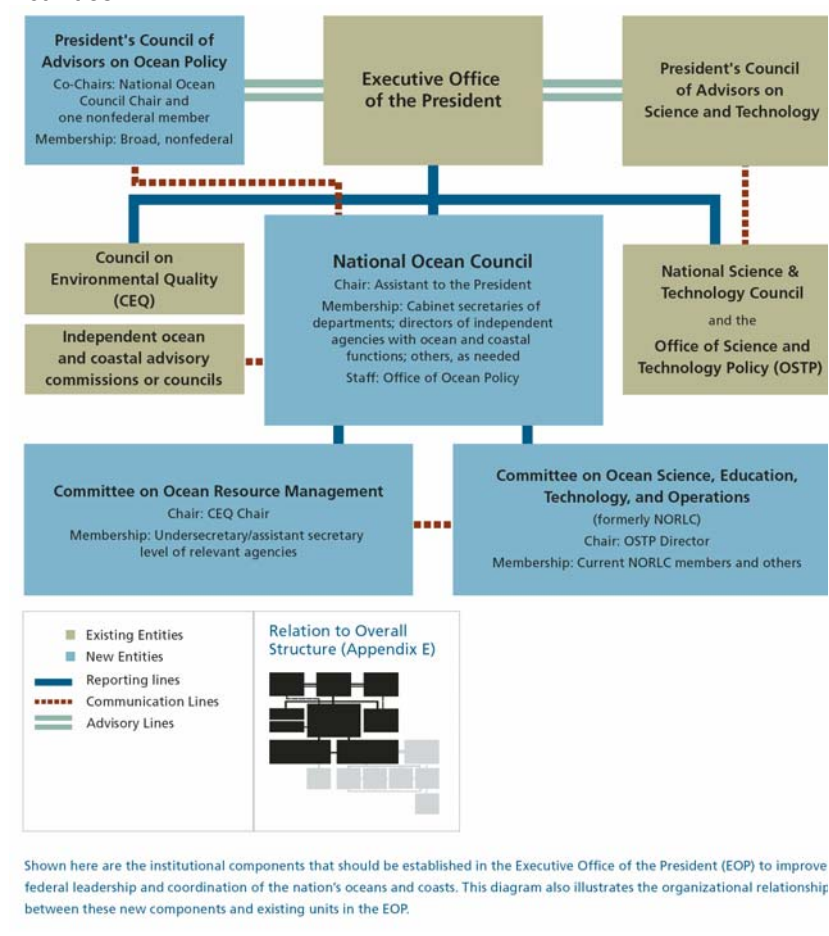 President's Council of
Advisors on Ocean Policy
Co-Chairs: National Ocean
Council Chair and
one nonfederal member
Membership: Broad, nonfederal
Executive Office
of the President
President's Council
of Advisors on
Science and Technology
Council on
Environmental Quality
(CEQ)
Independent ocean
and coastal advisory
commissions or councils
National Ocean Council
Chair: Assistant to the President
Membership: Cabinet secretaries of
departments; directors of independent
agencies with ocean and coastal
functions; others, as needed
Staff: Office of Ocean Policy
National Science &
Technology Council
and the
Office of Science and
Technology Policy (OSTP)
Committee on Ocean Resource Management
Chair: CEQ Chair
Membership: Undersecretary/assistant secretary
level of relevant agencies
Committee on Ocean Science, Education,
Technology, and Operations
(formerly NORLC)
Chair: OSTP Director
Membership: Current NORLC members and others
Existing Entities
New Entities
Reporting lines
Communication Lines
Advisory Lines
Relation to Overall
Structure (Appendix E)
Shown here are the institutional components that should be established in the Executive Office of the President (EOP) to improve
federal leadership and coordination of the nation's oceans and coasts. This diagram also illustrates the organizational relationship
between these new components and existing units in the EOP.